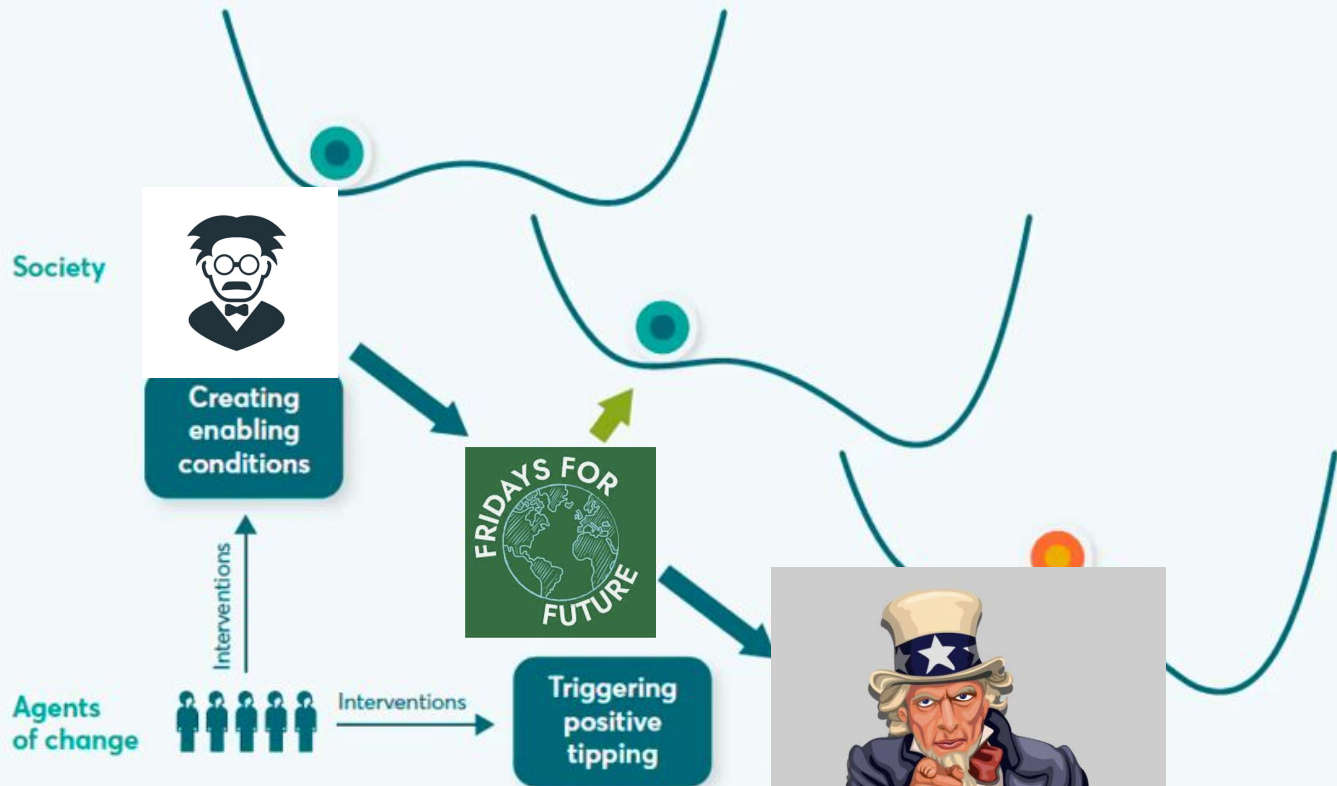 Society
Creating
enabling
conditions
FRIDAYS FOR
FUTURE
Interventions
Agents
of change
Interventions
Triggering
positive
tipping